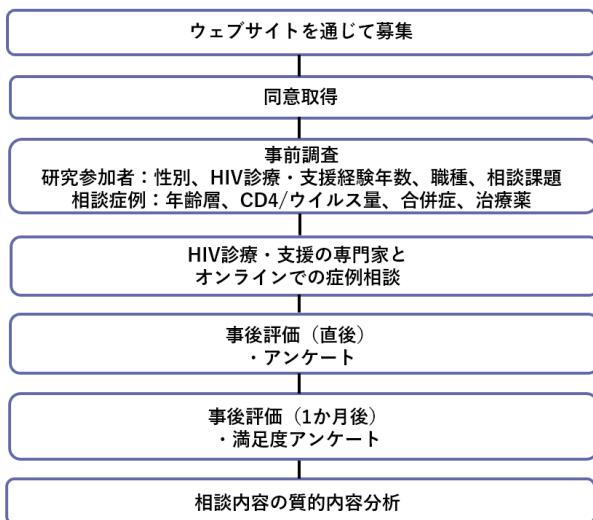 ウェブサイトを通じて募集
同意取得
事前調査
研究参加者：性別、HIV診療・支援経験年数、職種、相談課題
相談症例：年齢層、CD4/ウイルス量、合併症、治療薬
HIV診療・支援の専門家と
オンラインでの症例相談
事後評価（直後）
・アンケート
事後評価（1か月後）
・満足度アンケート
相談内容の質的内容分析